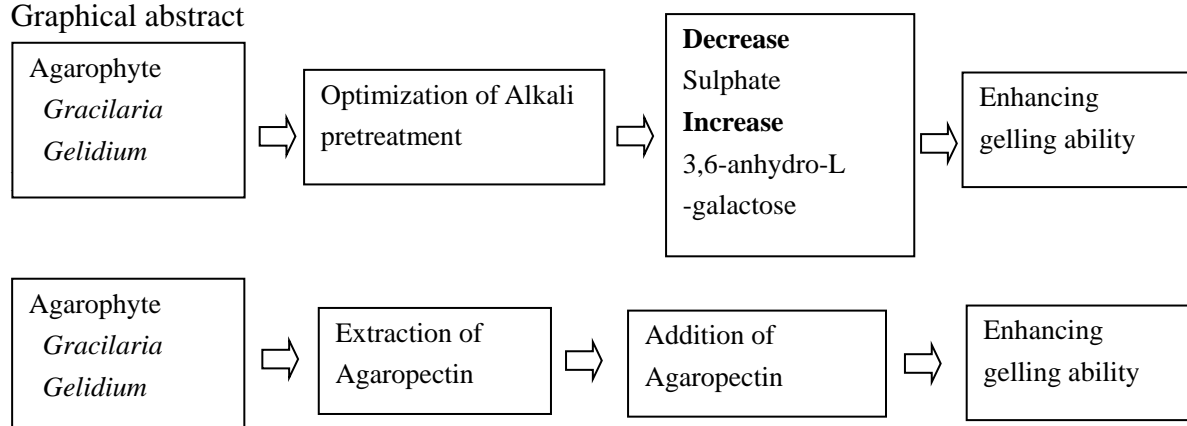 Graphical abstract
Agarophyte
Gracilaria
Gelidium
Optimization of Alkali
pretreatment
Decrease
Sulphate
Increase
3,6-anhydro-L
-galactose
Enhancing
gelling ability
Agarophyte
Gracilaria
Gelidium
Extraction of
Agaropectin
Addition of
Agaropectin
Enhancing
gelling ability